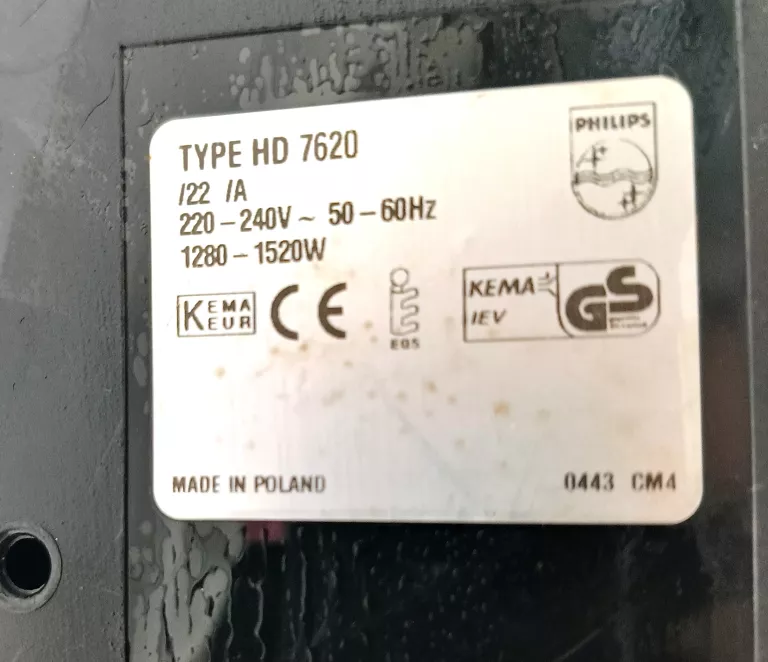 PHILIPS
TYPE HD 7620
/22 /A
220-240V ~ 50-60Hz
1280-1520W
KEMA EUR CE E05 KEMA IEV GS
MADE IN POLAND 0443 CM4